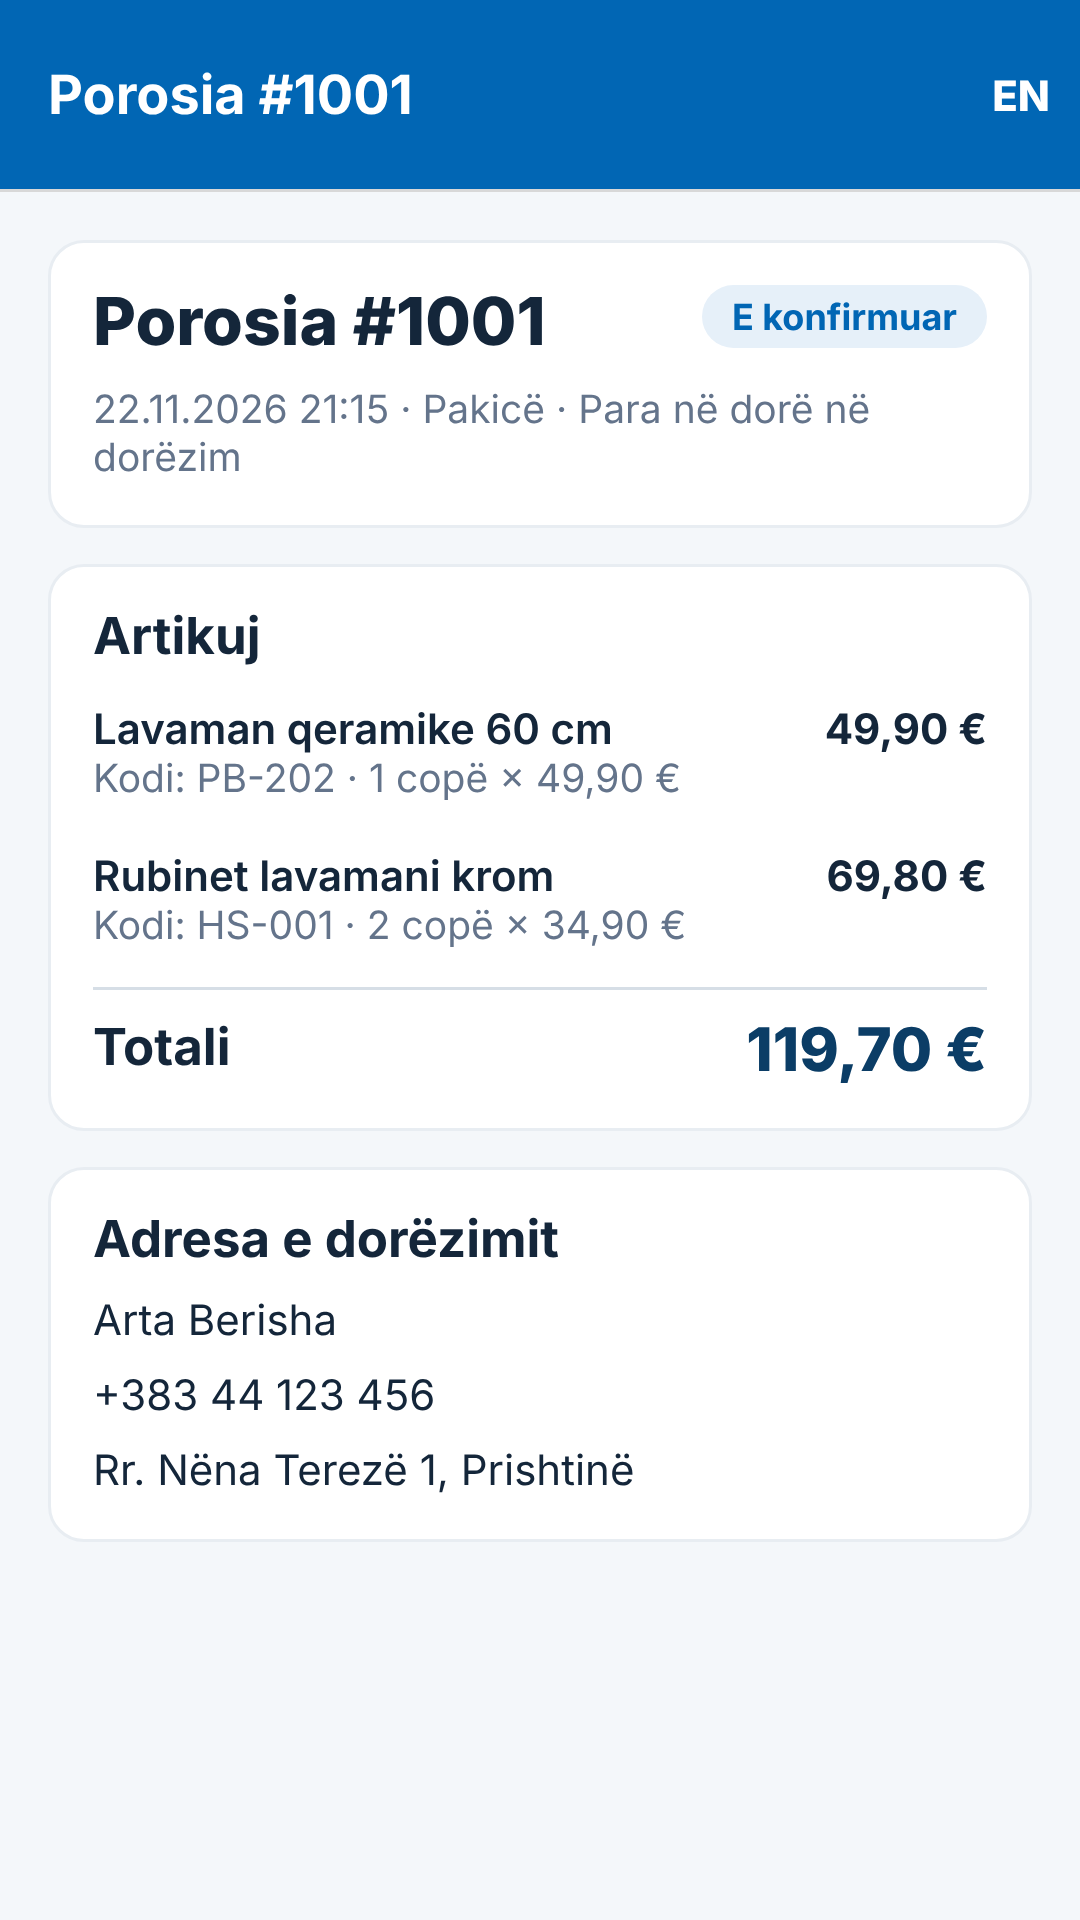 Porosia #1001
EN
Porosia #1001
E konfirmuar
22.11.2026 21:15 · Pakicë · Para në dorë në
dorëzim
Artikuj
Lavaman qeramike 60 cm 49,90 €
Kodi: PB-202 · 1 copë × 49,90 €
Rubinet lavamani krom 69,80 €
Kodi: HS-001 · 2 copë × 34,90 €
Totali 119,70 €
Adresa e dorëzimit
Arta Berisha
+383 44 123 456
Rr. Nëna Terezë 1, Prishtinë